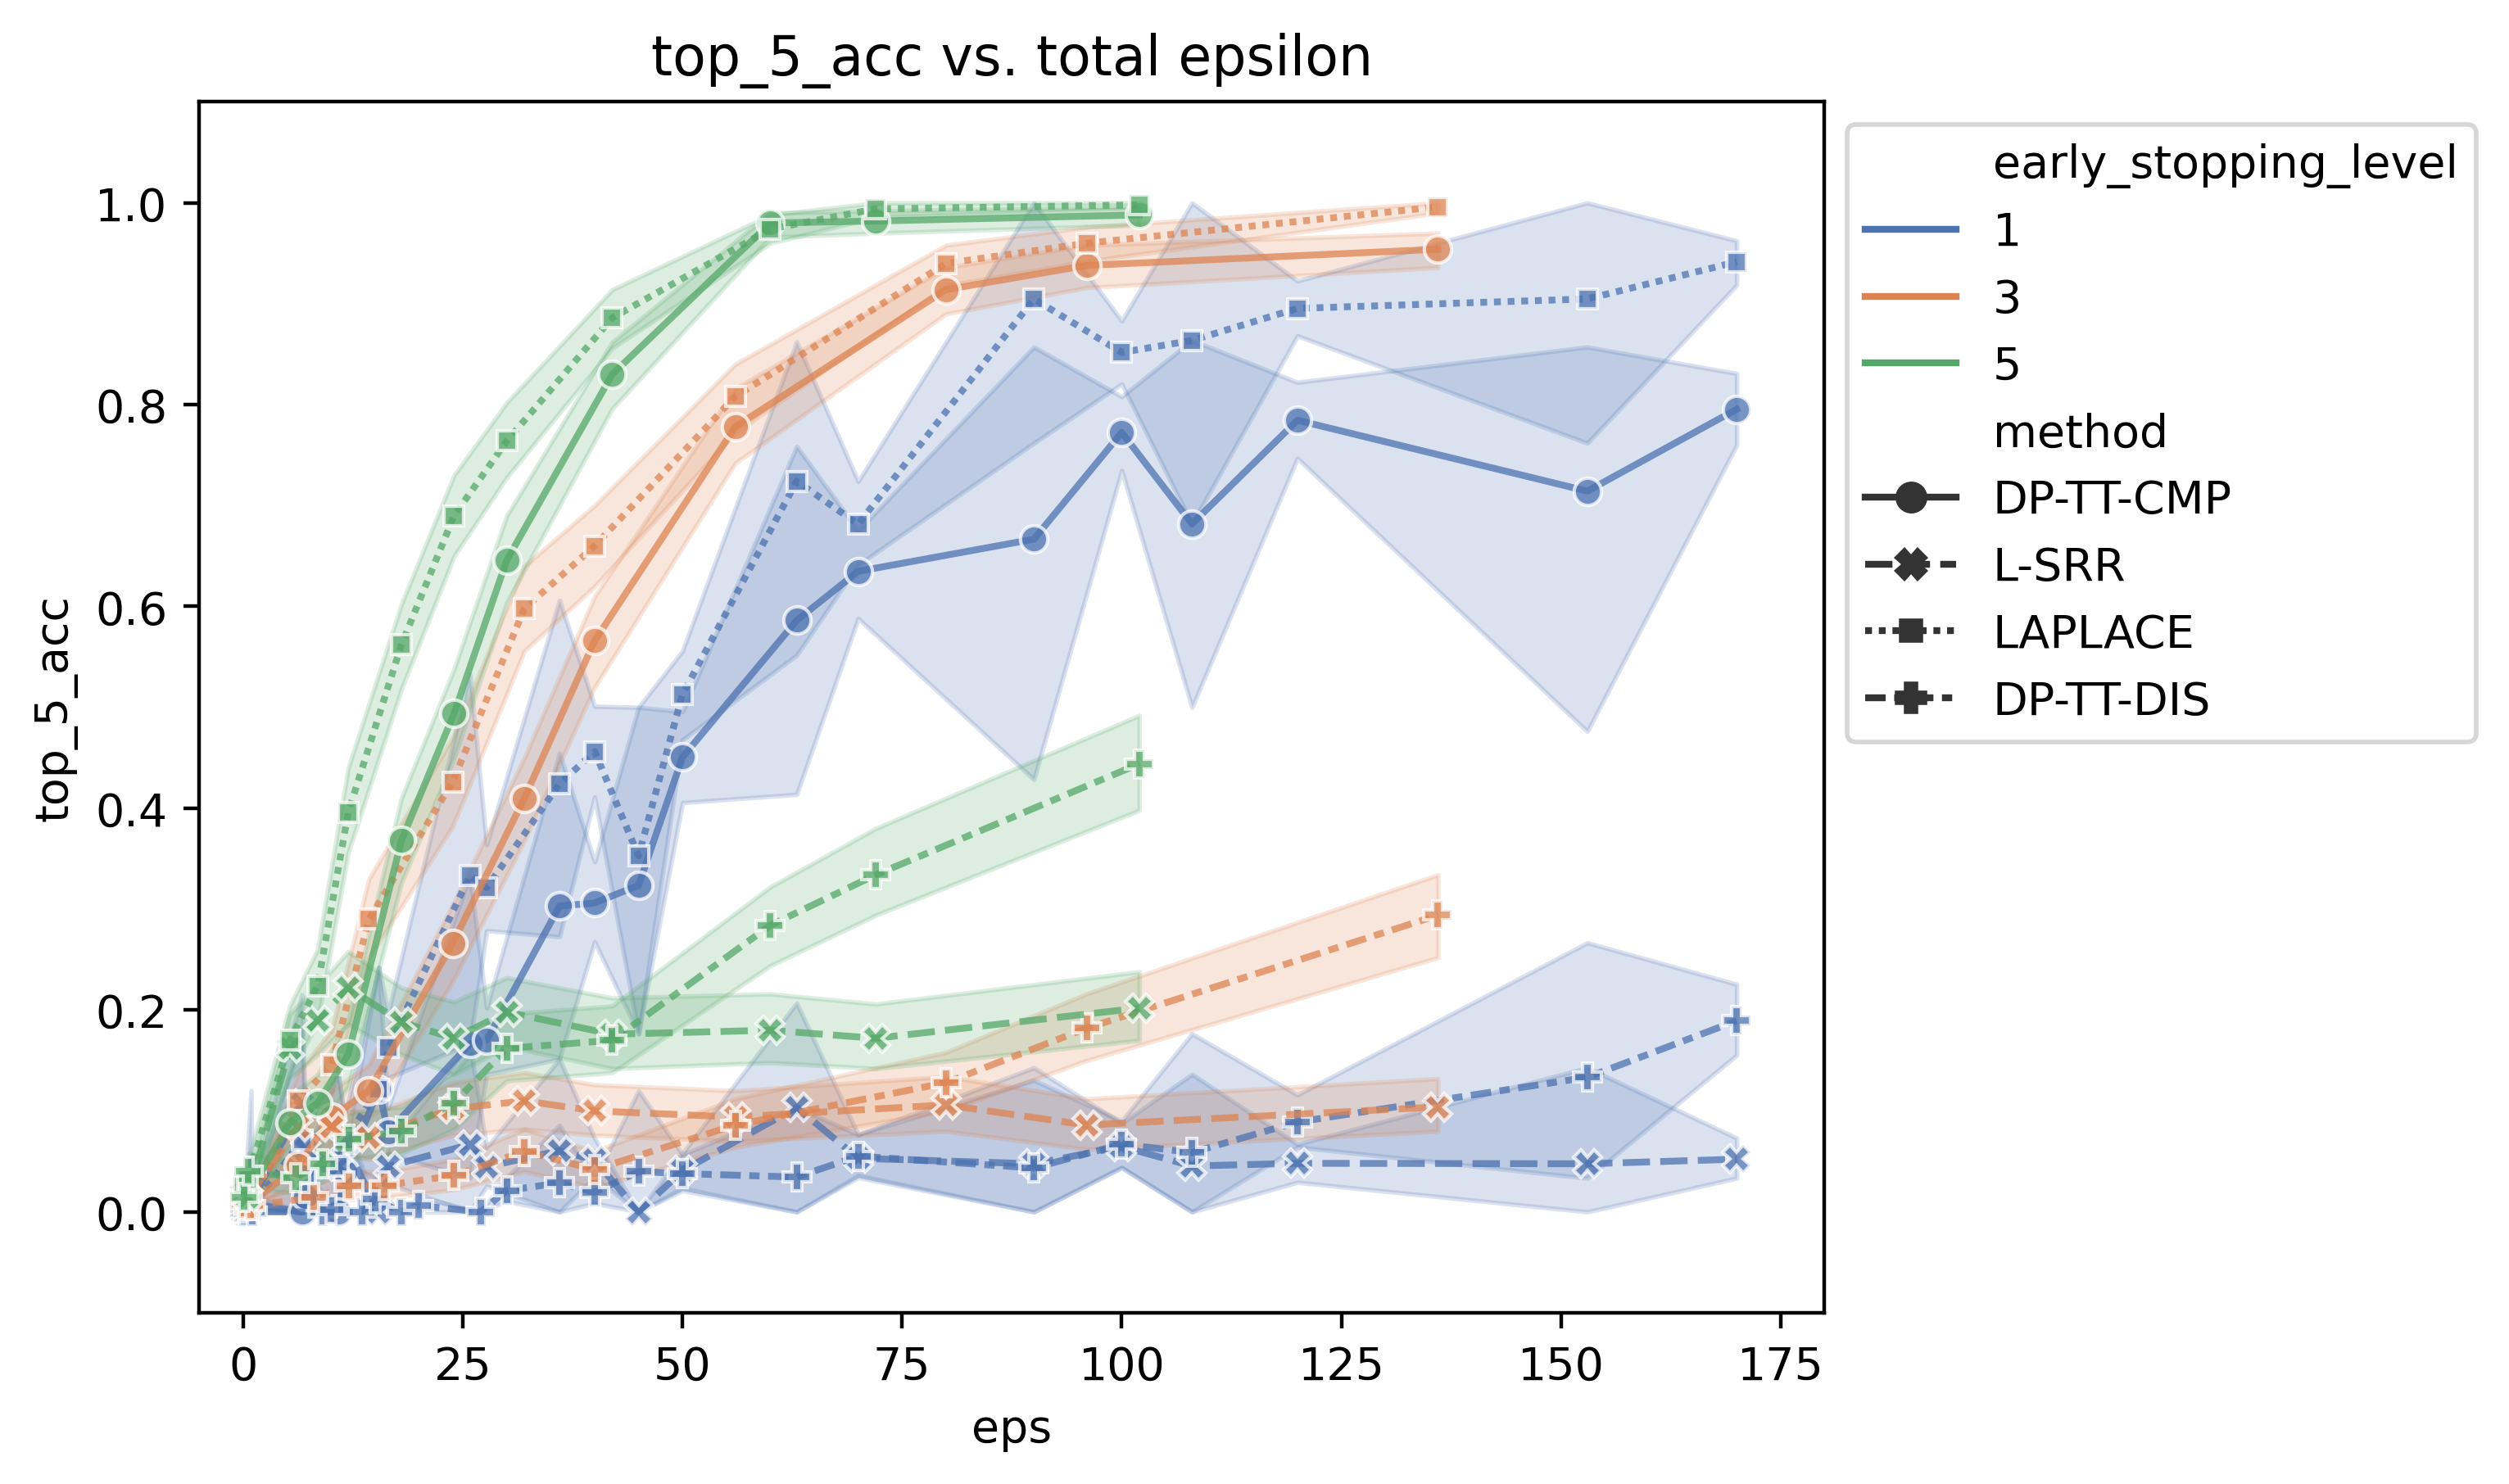 top_5_acc vs. total epsilon
top_5_acc
1.0
0.8
0.6
0.4
0.2
0.0
0
25
50
75
100
125
150
175
eps
early_stopping_level
1
3
5
method
DP-TT-CMP
L-SRR
LAPLACE
DP-TT-DIS